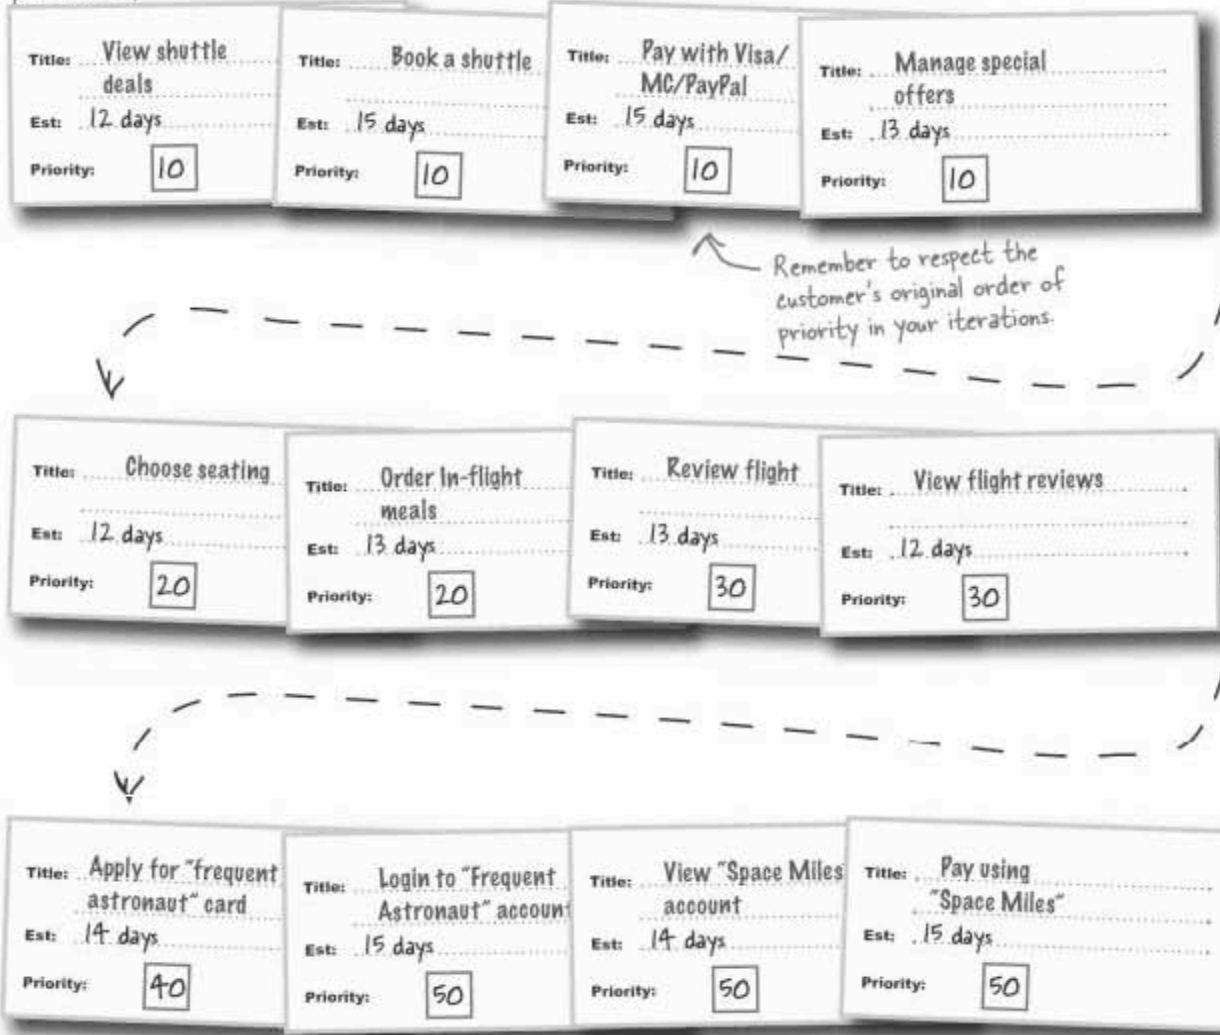 Title: View shuttle
deals
Est: 12 days
Priority: 10
Title: Book a shuttle
Est: 15 days
Priority: 10
Title: Pay with Visa/
MC/PayPal
Est: 15 days
Priority: 10
Title: Manage special
offers
Est: 13 days
Priority: 10
Remember to respect the
customer's original order of
priority in your iterations.
Title: Choose seating
Est: 12 days
Priority: 20
Title: Order In-flight
meals
Est: 13 days
Priority: 20
Title: Review flight
Est: 13 days
Priority: 30
Title: View flight reviews
Est: 12 days
Priority: 30
Title: Apply for "frequent
astronaut" card
Est: 14 days
Priority: 40
Title: Login to "Frequent
Astronaut" account
Est: 15 days
Priority: 50
Title: View "Space Miles
account
Est: 14 days
Priority: 50
Title: Pay using
"Space Miles"
Est: 15 days
Priority: 50